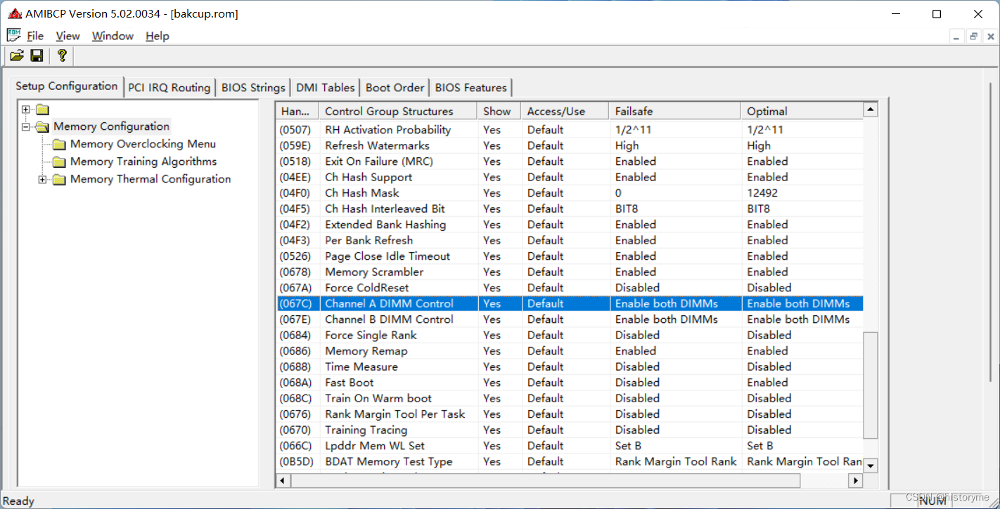 AMIBCP Version 5.02.0034 - [bakcup.rom]
File View Window Help
Setup Configuration PCI IRQ Routing BIOS Strings DMI Tables Boot Order BIOS Features
Memory Configuration
Memory Overclocking Menu
Memory Training Algorithms
Memory Thermal Configuration
Han... Control Group Structures Show Access/Use Failsafe Optimal
(0507) RH Activation Probability Yes Default 1/2^11 1/2^11
(059E) Refresh Watermarks Yes Default High High
(0518) Exit On Failure (MRC) Yes Default Enabled Enabled
(04EE) Ch Hash Support Yes Default Enabled Enabled
(04F0) Ch Hash Mask Yes Default 0 12492
(04F5) Ch Hash Interleaved Bit Yes Default BIT8 BIT8
(04F2) Extended Bank Hashing Yes Default Enabled Enabled
(04F3) Per Bank Refresh Yes Default Enabled Enabled
(0526) Page Close Idle Timeout Yes Default Enabled Enabled
(0678) Memory Scrambler Yes Default Enabled Enabled
(067A) Force ColdReset Yes Default Disabled Disabled
(067C) Channel A DIMM Control Yes Default Enable both DIMMs Enable both DIMMs
(067E) Channel B DIMM Control Yes Default Enable both DIMMs Enable both DIMMs
(0684) Force Single Rank Yes Default Disabled Disabled
(0686) Memory Remap Yes Default Enabled Enabled
(0688) Time Measure Yes Default Disabled Disabled
(068A) Fast Boot Yes Default Disabled Enabled
(068C) Train On Warm boot Yes Default Disabled Disabled
(0676) Rank Margin Tool Per Task Yes Default Disabled Disabled
(0670) Training Tracing Yes Default Disabled Disabled
(066C) Lpddr Mem WL Set Yes Default Set B Set B
(0B5D) BDAT Memory Test Type Yes Default Rank Margin Tool Rank Rank Margin Tool Ran
Ready NUM
CSDN @historyme